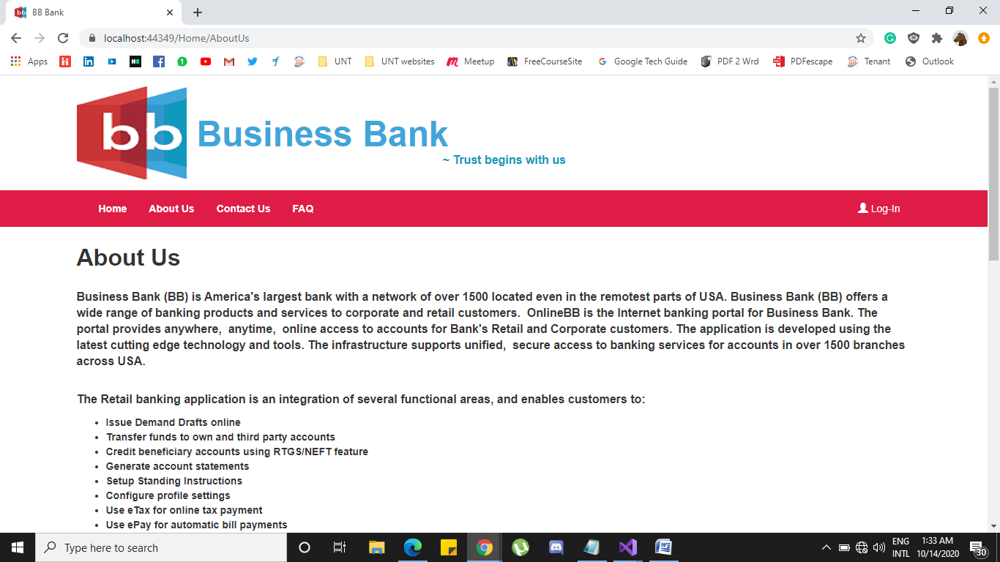 BB Bank
localhost:44349/Home/AboutUs
Apps UNT UNT websites Meetup FreeCourseSite Google Tech Guide PDF 2 Wrd PDFescape Tenant Outlook
bb Business Bank
~ Trust begins with us
Home About Us Contact Us FAQ Log-In
About Us
Business Bank (BB) is America's largest bank with a network of over 1500 located even in the remotest parts of USA. Business Bank (BB) offers a
wide range of banking products and services to corporate and retail customers. OnlineBB is the Internet banking portal for Business Bank. The
portal provides anywhere, anytime, online access to accounts for Bank's Retail and Corporate customers. The application is developed using the
latest cutting edge technology and tools. The infrastructure supports unified, secure access to banking services for accounts in over 1500 branches
across USA.
The Retail banking application is an integration of several functional areas, and enables customers to:
• Issue Demand Drafts online
• Transfer funds to own and third party accounts
• Credit beneficiary accounts using RTGS/NEFT feature
• Generate account statements
• Setup Standing Instructions
• Configure profile settings
• Use eTax for online tax payment
• Use ePay for automatic bill payments
Type here to search
ENG 1:33 AM
INTL 10/14/2020 30